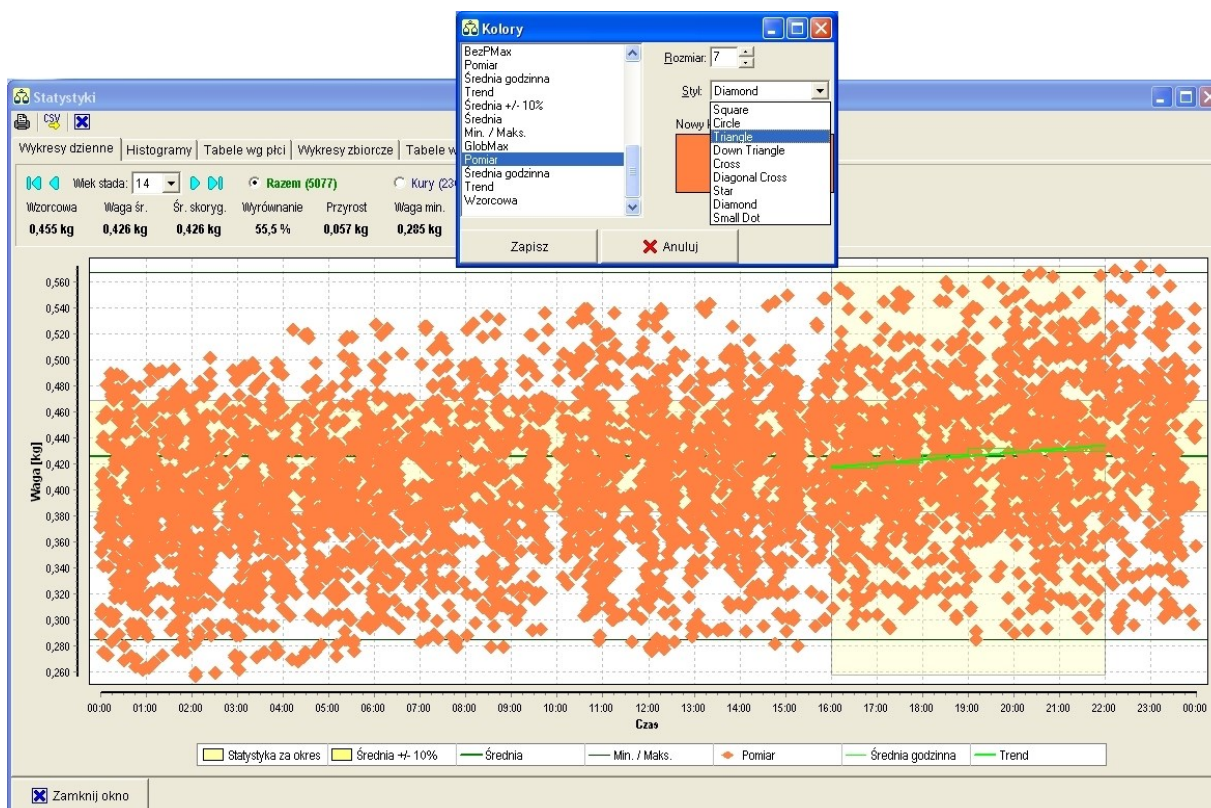 Kolory
BezPMax
Pomiar
Średnia godzinna
Trend
Średnia +/- 10%
Średnia
Min. / Maks.
GlobMax
Pomiar
Średnia godzinna
Trend
Wzorcowa
Rozmiar: 7
Styl: Diamond
Square
Circle
Triangle
Down Triangle
Cross
Diagonal Cross
Star
Diamond
Small Dot
Nowy k
Zapisz
Anuluj
Statystyki
CSV
Wykresy dzienne Histogramy Tabele wg płci Wykresy zbiorcze Tabele w
Wiek stada: 14 Razem (5077) Kury (23
Wzorcowa Waga śr. Śr. skoryg. Wyrównanie Przyrost Waga min.
0,455 kg 0,426 kg 0,426 kg 55,5 % 0,057 kg 0,285 kg
Waga [kg]
0,560
0,540
0,520
0,500
0,480
0,460
0,440
0,420
0,400
0,380
0,360
0,340
0,320
0,300
0,280
0,260
00:00 01:00 02:00 03:00 04:00 05:00 06:00 07:00 08:00 09:00 10:00 11:00 12:00 13:00 14:00 15:00 16:00 17:00 18:00 19:00 20:00 21:00 22:00 23:00 00:00
Czas
Statystyka za okres Średnia +/- 10% Średnia Min. / Maks. Pomiar Średnia godzinna Trend
Zamknij okno